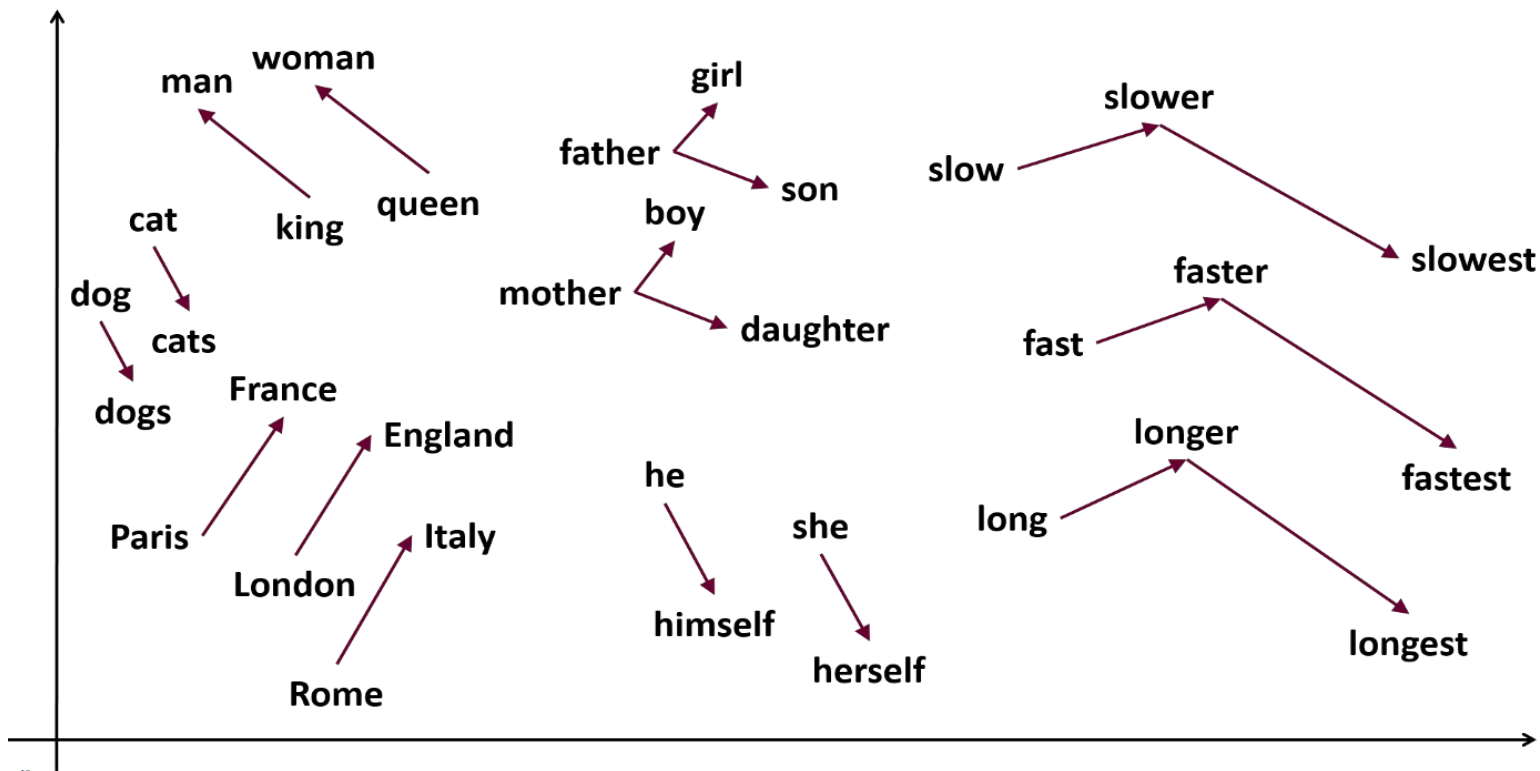 woman
man
girl
slower
father
slow
son
queen
boy
cat
king
slowest
faster
dog
mother
daughter
cats
fast
France
dogs
longer
England
he
fastest
long
she
Paris
Italy
London
himself
longest
herself
Rome